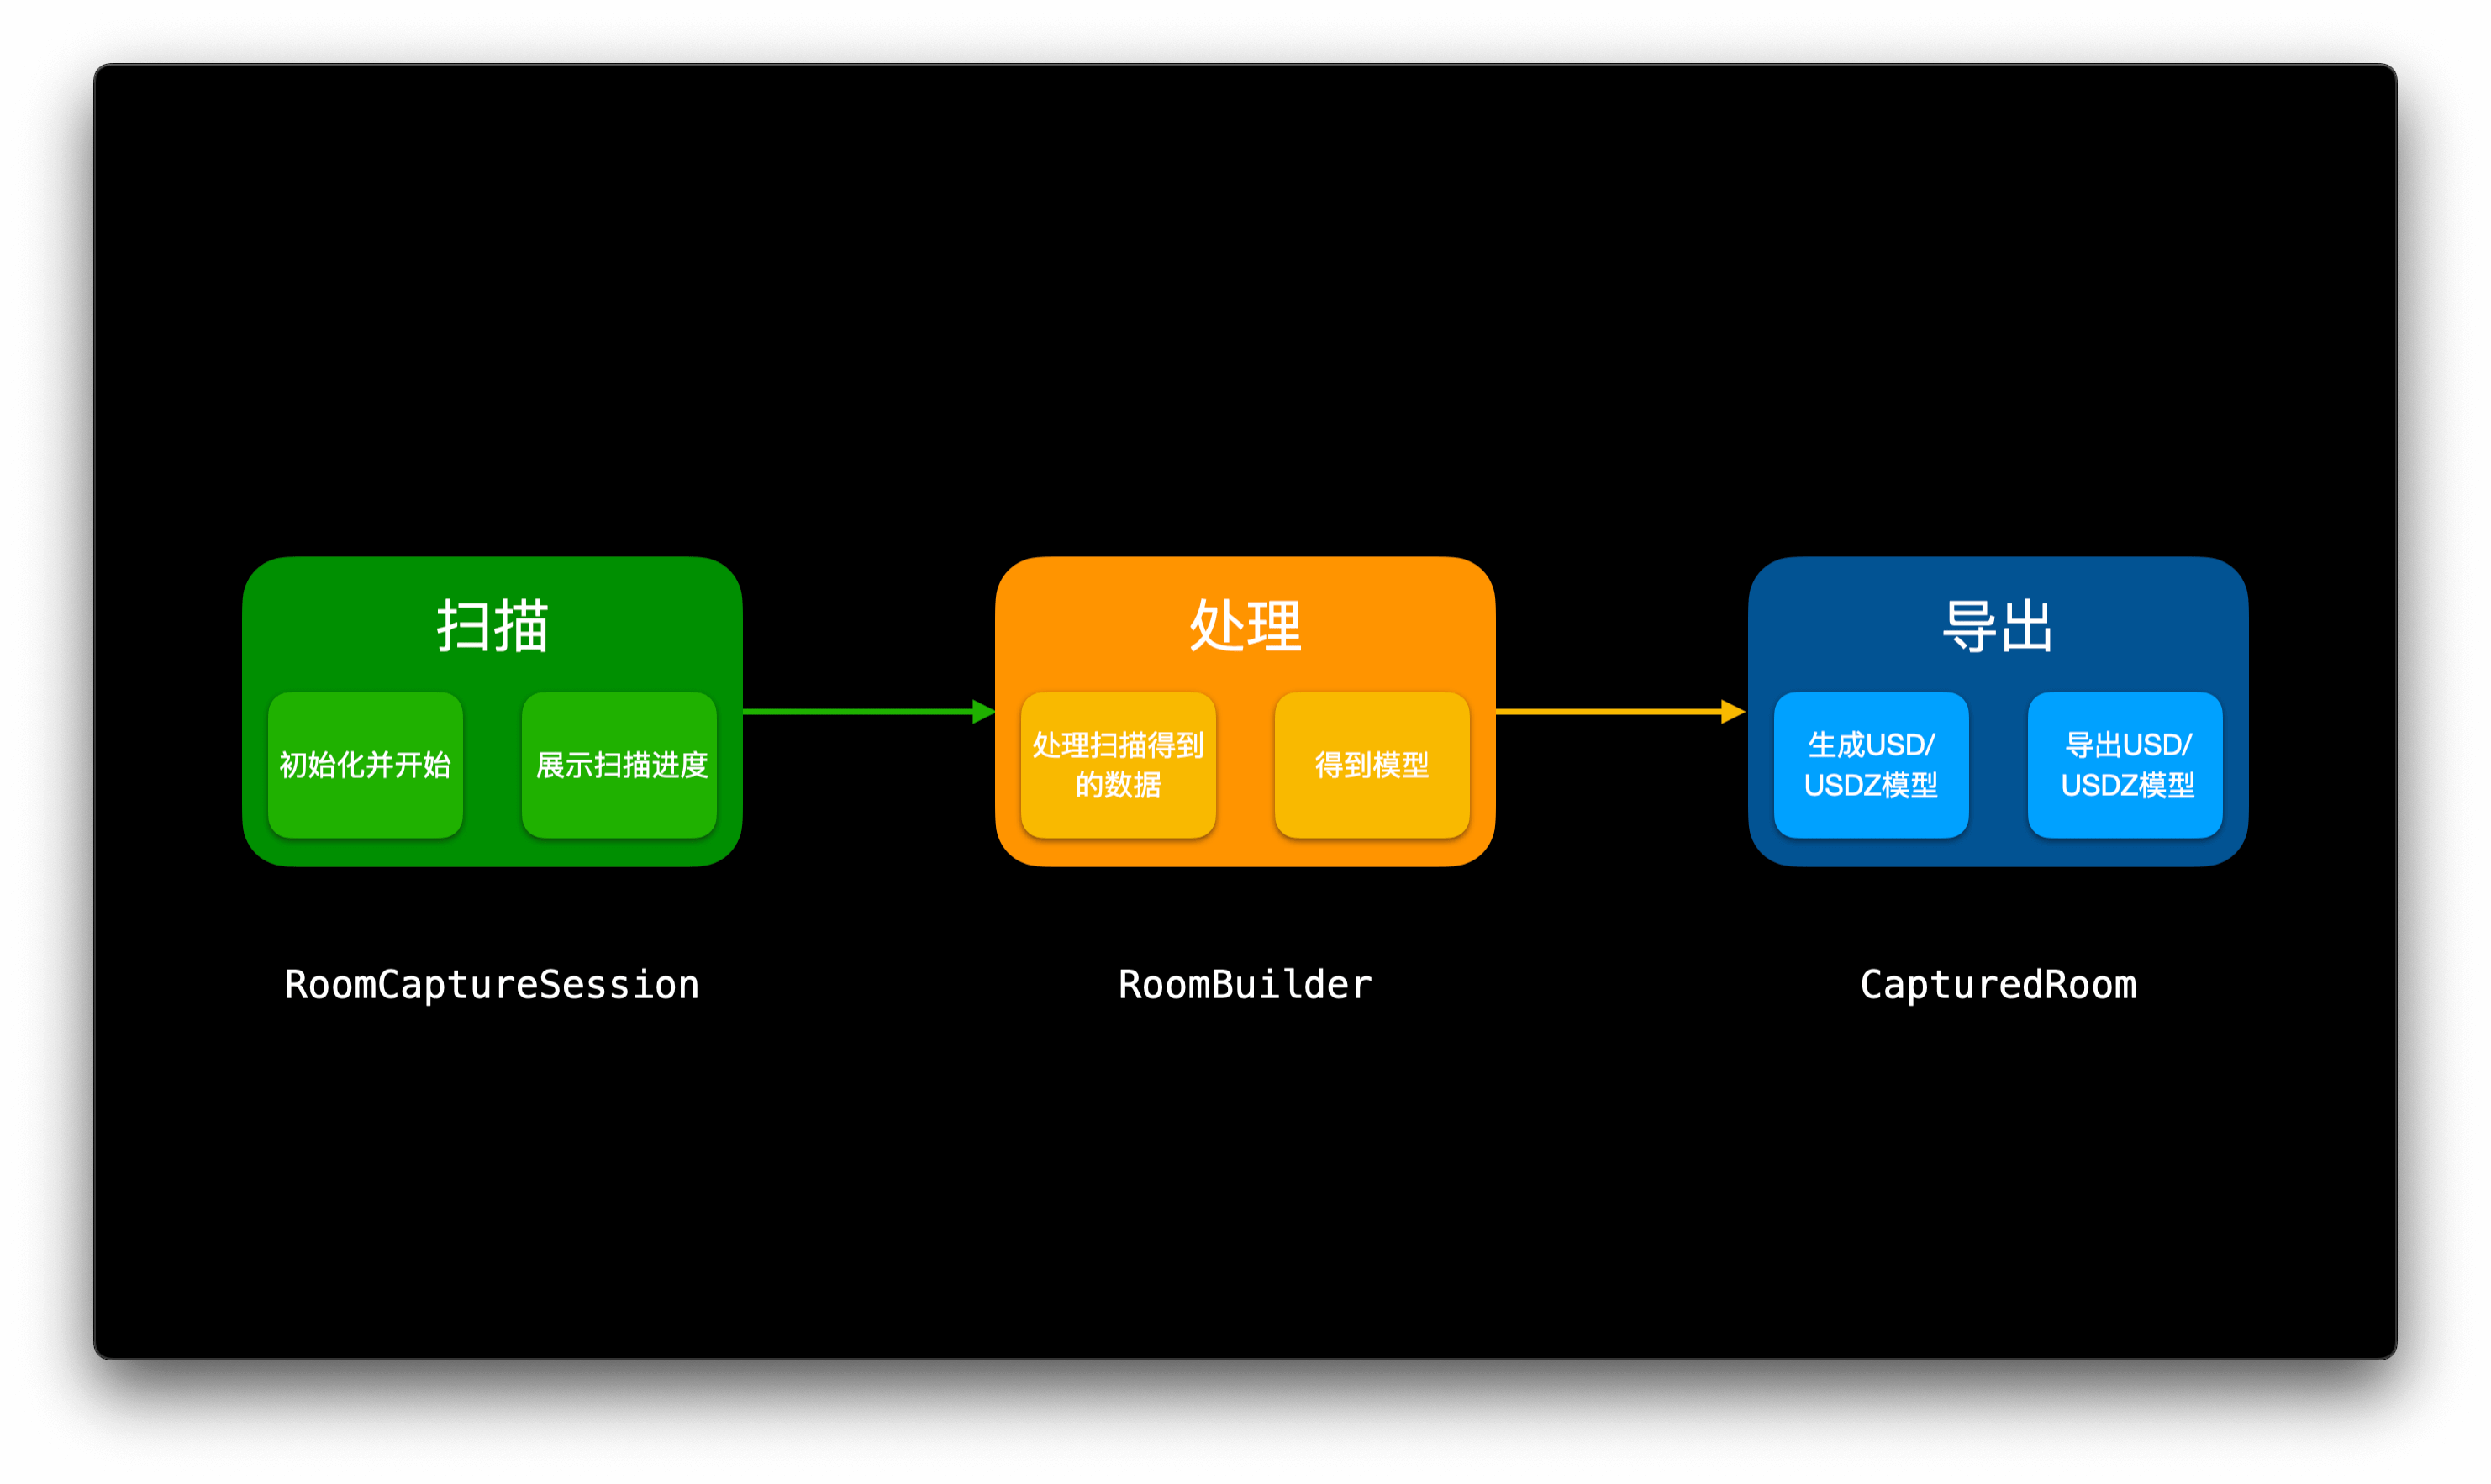 扫描
初始化并开始
展示扫描进度
RoomCaptureSession
处理
处理扫描得到
的数据
得到模型
RoomBuilder
导出
生成USD/
USDZ模型
导出USD/
USDZ模型
CapturedRoom